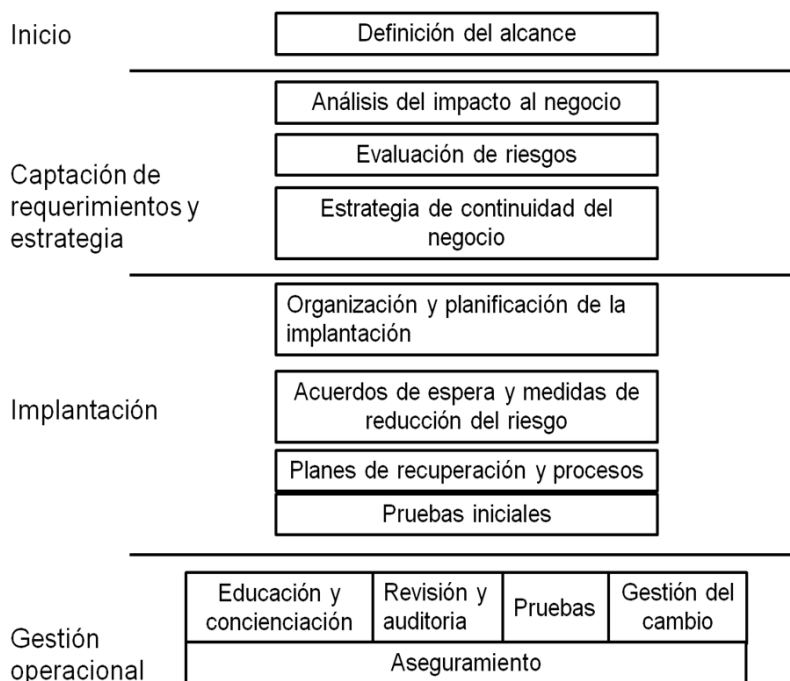 Inicio
Definición del alcance
Análisis del impacto al negocio
Evaluación de riesgos
Captación de
requerimientos y
estrategia
Estrategia de continuidad del
negocio
Organización y planificación de la
implantación
Implantación
Acuerdos de espera y medidas de
reducción del riesgo
Planes de recuperación y procesos
Pruebas iniciales
Educación y
concienciación
Revisión y
auditoria
Pruebas
Gestión del
cambio
Gestión
operacional
Aseguramiento